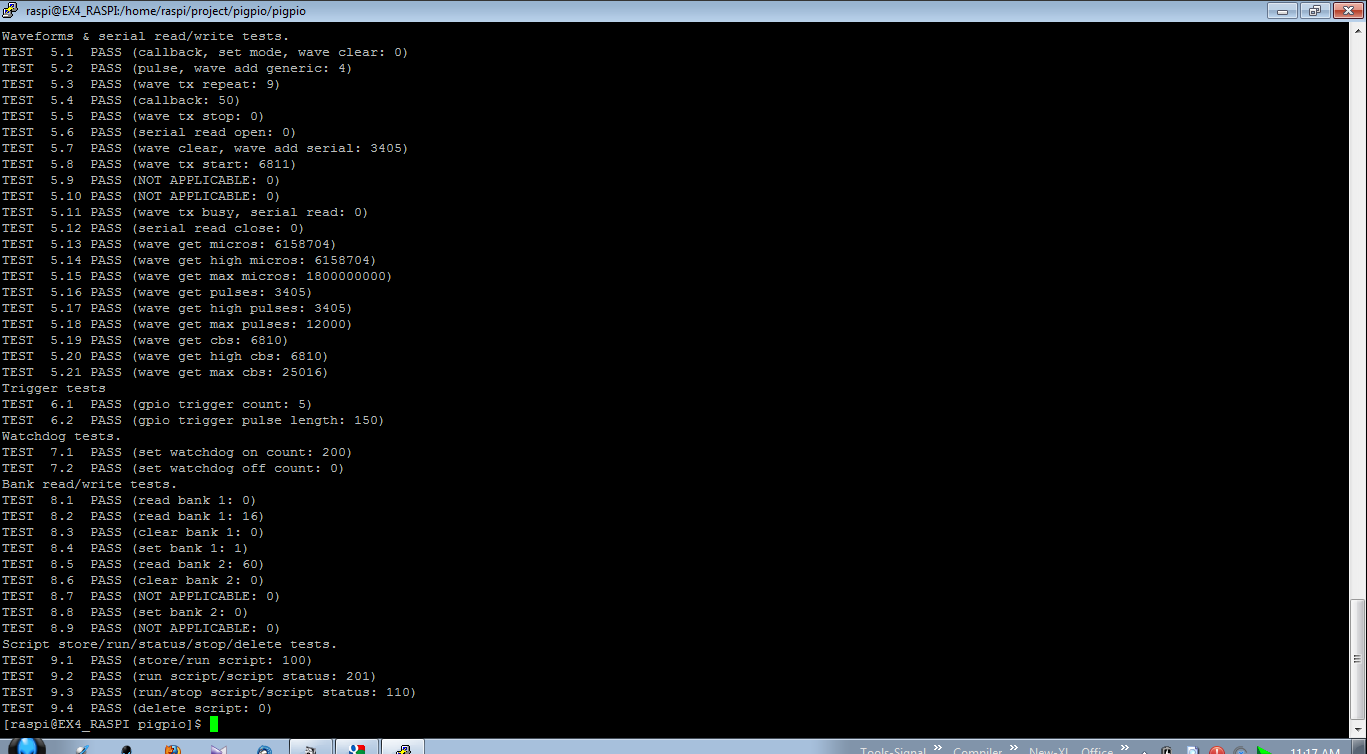 raspi@EX4_RASPI:/home/raspi/project/pigpio/pigpio
Waveforms & serial read/write tests.
TEST  5.1  PASS (callback, set mode, wave clear: 0)
TEST  5.2  PASS (pulse, wave add generic: 4)
TEST  5.3  PASS (wave tx repeat: 9)
TEST  5.4  PASS (callback: 50)
TEST  5.5  PASS (wave tx stop: 0)
TEST  5.6  PASS (serial read open: 0)
TEST  5.7  PASS (wave clear, wave add serial: 3405)
TEST  5.8  PASS (wave tx start: 6811)
TEST  5.9  PASS (NOT APPLICABLE: 0)
TEST  5.10 PASS (NOT APPLICABLE: 0)
TEST  5.11 PASS (wave tx busy, serial read: 0)
TEST  5.12 PASS (serial read close: 0)
TEST  5.13 PASS (wave get micros: 6158704)
TEST  5.14 PASS (wave get high micros: 6158704)
TEST  5.15 PASS (wave get max micros: 1800000000)
TEST  5.16 PASS (wave get pulses: 3405)
TEST  5.17 PASS (wave get high pulses: 3405)
TEST  5.18 PASS (wave get max pulses: 12000)
TEST  5.19 PASS (wave get cbs: 6810)
TEST  5.20 PASS (wave get high cbs: 6810)
TEST  5.21 PASS (wave get max cbs: 25016)
Trigger tests
TEST  6.1  PASS (gpio trigger count: 5)
TEST  6.2  PASS (gpio trigger pulse length: 150)
Watchdog tests.
TEST  7.1  PASS (set watchdog on count: 200)
TEST  7.2  PASS (set watchdog off count: 0)
Bank read/write tests.
TEST  8.1  PASS (read bank 1: 0)
TEST  8.2  PASS (read bank 1: 16)
TEST  8.3  PASS (clear bank 1: 0)
TEST  8.4  PASS (set bank 1: 1)
TEST  8.5  PASS (read bank 2: 60)
TEST  8.6  PASS (clear bank 2: 0)
TEST  8.7  PASS (NOT APPLICABLE: 0)
TEST  8.8  PASS (set bank 2: 0)
TEST  8.9  PASS (NOT APPLICABLE: 0)
Script store/run/status/stop/delete tests.
TEST  9.1  PASS (store/run script: 100)
TEST  9.2  PASS (run script/script status: 201)
TEST  9.3  PASS (run/stop script/script status: 110)
TEST  9.4  PASS (delete script: 0)
[raspi@EX4_RASPI pigpio]$
Tools-Signal » Compiler » New-XL Office » 11:17 AM